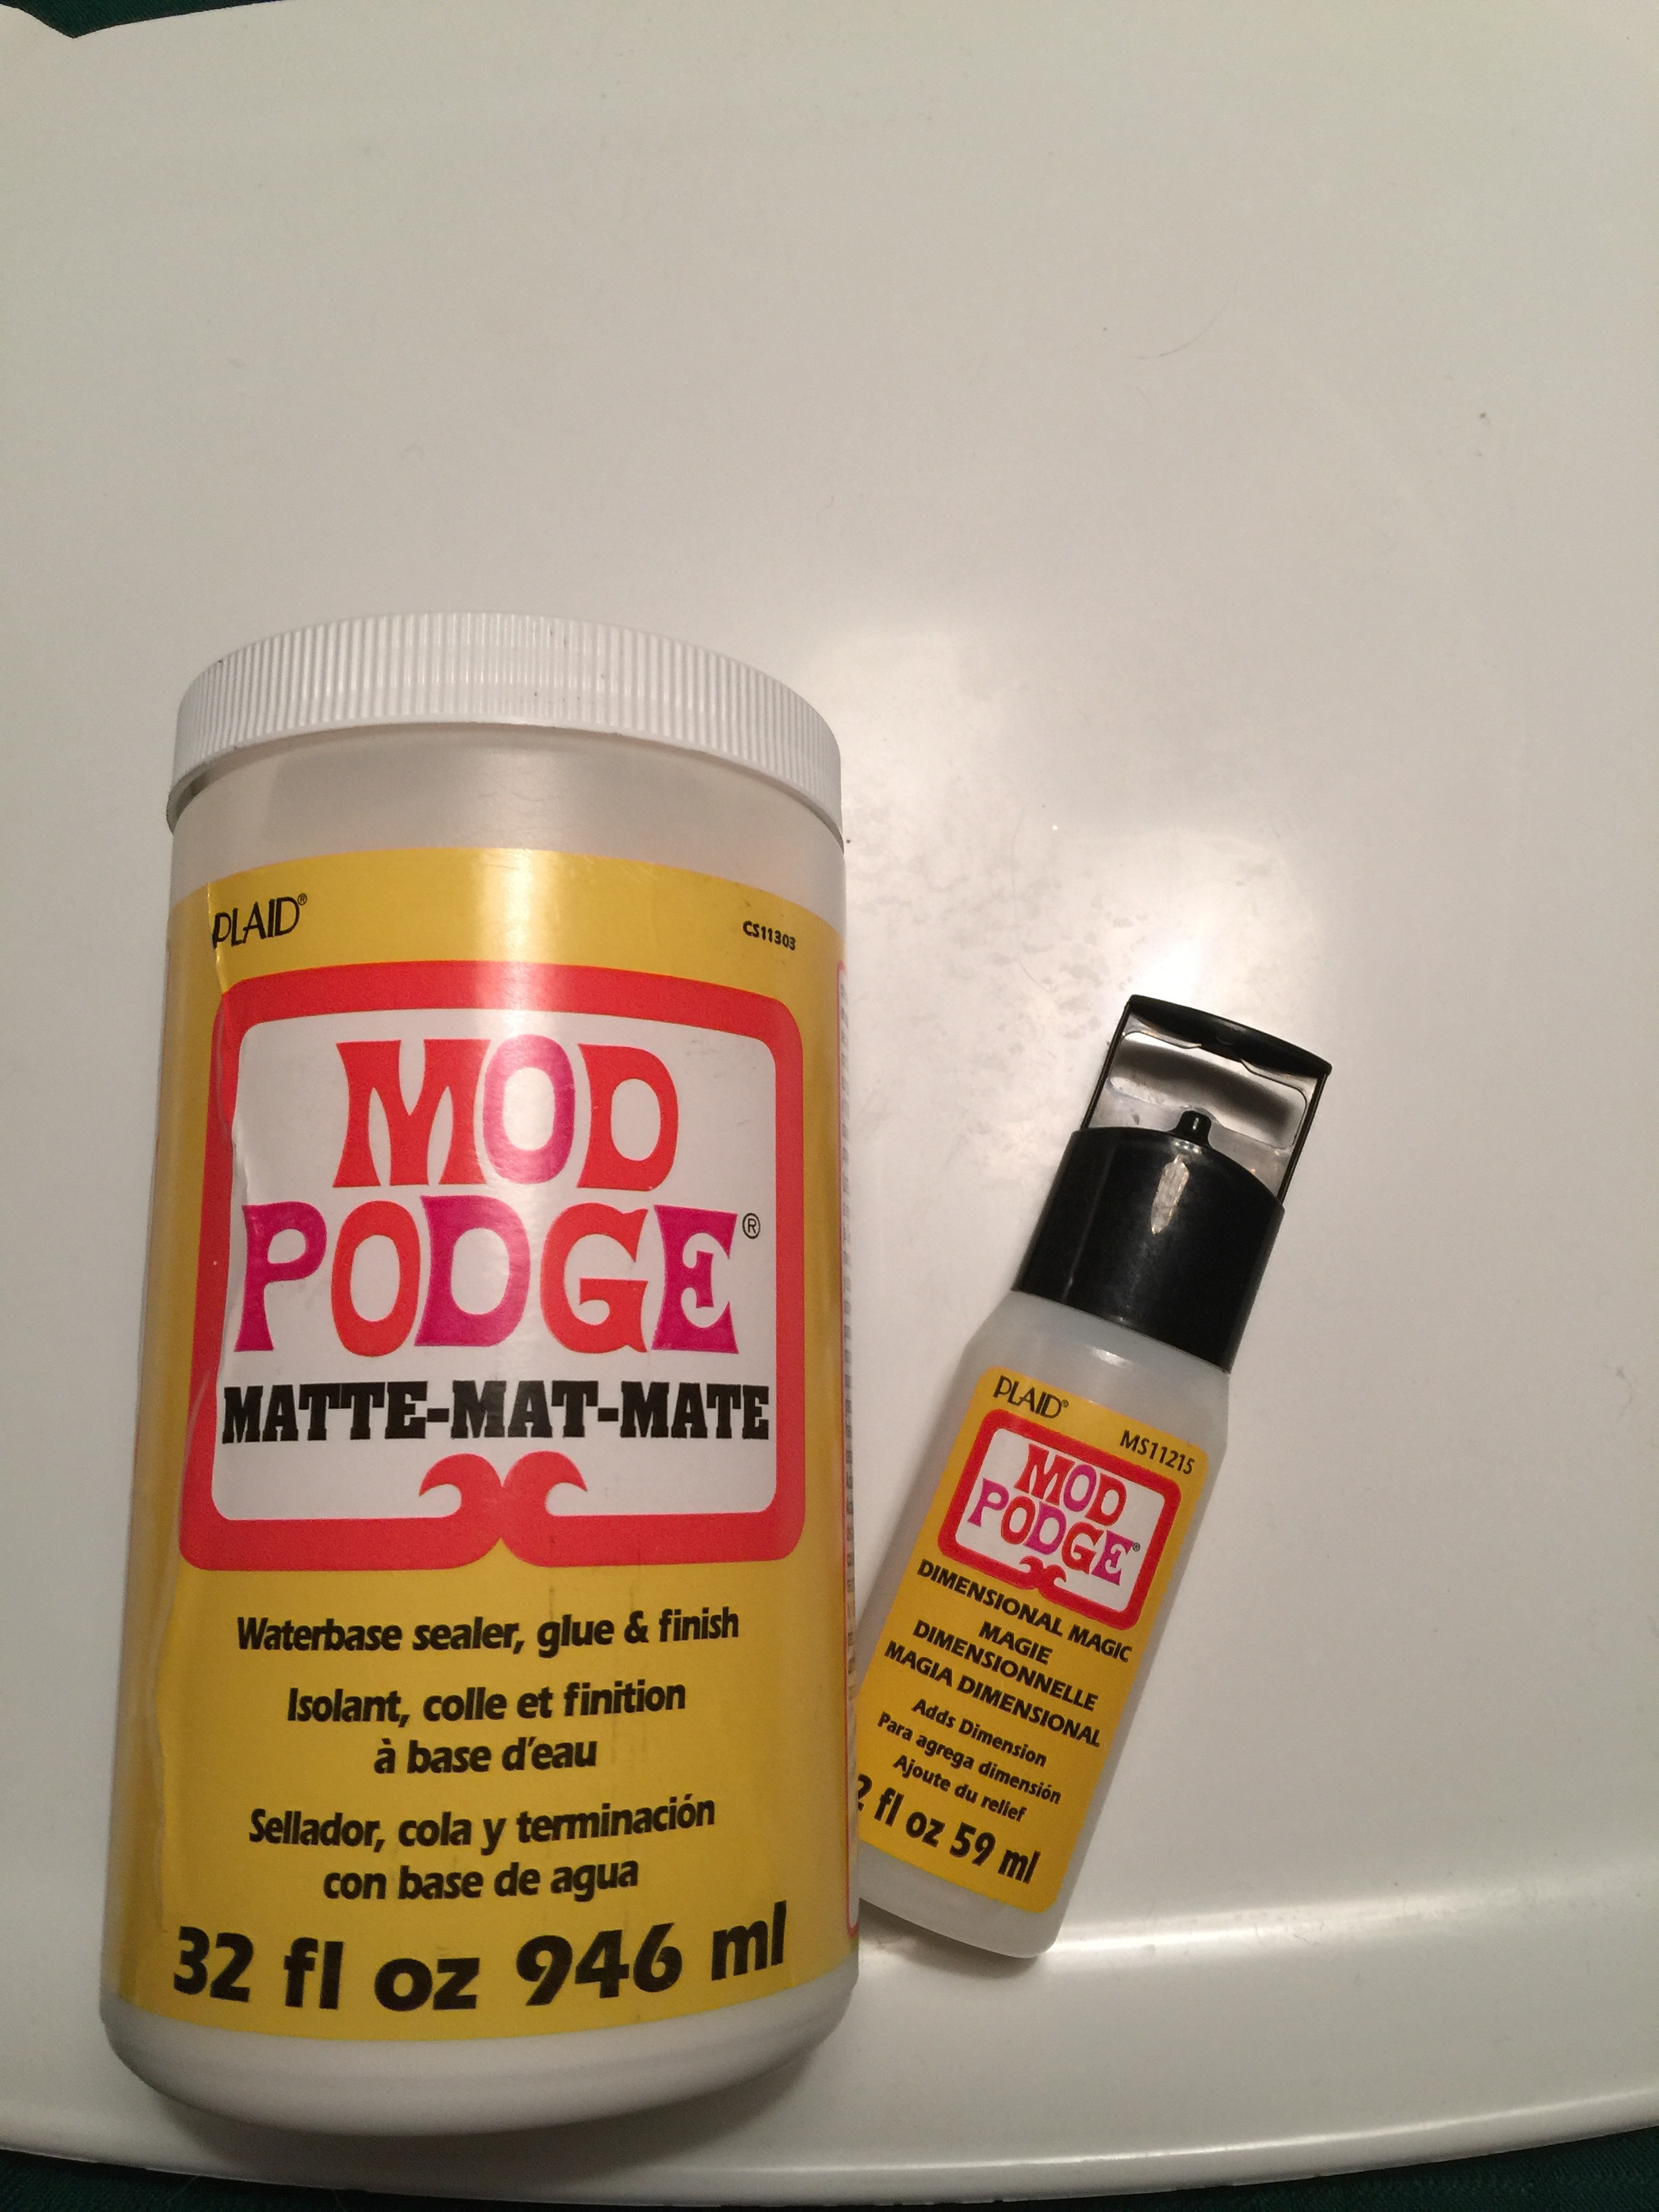 PLAID®
CS11303
MOD
PODGE®
MATTE-MAT-MATE
Waterbase sealer, glue & finish
Isolant, colle et finition
à base d'eau
Sellador, cola y terminación
con base de agua
32 fl oz 946 ml
PLAID®
MS11215
MOD
PODGE®
DIMENSIONAL MAGIC
MAGIE
DIMENSIONNELLE
MAGIA DIMENSIONAL
Adds Dimension
Para agrega dimensión
Ajoute du relief
2 fl oz 59 ml